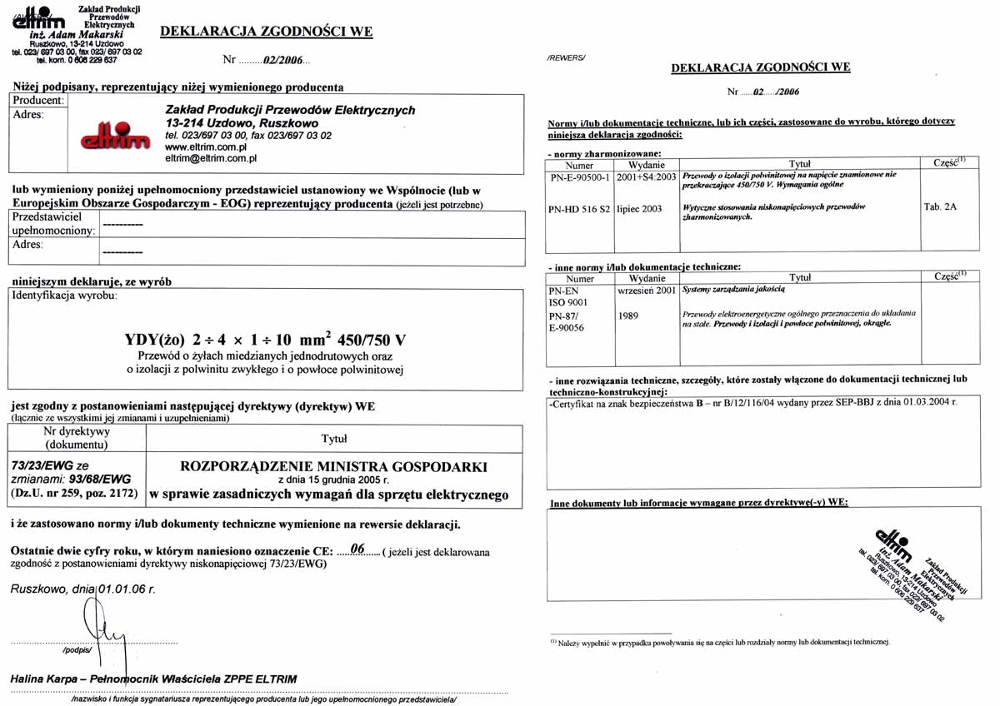 /AWERS/
eltrim
Zakład Produkcji
Przewodów
Elektrycznych
inż. Adam Makarski
Ruszkowo, 13-214 Uzdowo
tel. 023/ 697 03 00, fax 023/ 697 03 02
tel. kom. 0 606 229 637
DEKLARACJA ZGODNOŚCI WE
Nr .........02/2006...
Niżej podpisany, reprezentujący niżej wymienionego producenta
Producent:
Adres:
eltrim
Zakład Produkcji Przewodów Elektrycznych
13-214 Uzdowo, Ruszkowo
tel. 023/697 03 00, fax 023/697 03 02
www.eltrim.com.pl
eltrim@eltrim.com.pl
lub wymieniony poniżej upełnomocniony przedstawiciel ustanowiony we Wspólnocie (lub w
Europejskim Obszarze Gospodarczym - EOG) reprezentujący producenta (jeżeli jest potrzebne)
Przedstawiciel
upełnomocniony:
----------
Adres:
----------
niniejszym deklaruje, ze wyrób
Identyfikacja wyrobu:
YDY(żo) 2 ÷ 4 × 1 ÷ 10 mm² 450/750 V
Przewód o żyłach miedzianych jednodrutowych oraz
o izolacji z polwinitu zwykłego i o powłoce polwinitowej
jest zgodny z postanowieniami następującej dyrektywy (dyrektyw) WE
(łącznie ze wszystkimi jej zmianami i uzupełnieniami)
Nr dyrektywy
(dokumentu)
Tytuł
73/23/EWG ze
zmianami: 93/68/EWG
(Dz.U. nr 259, poz. 2172)
ROZPORZĄDZENIE MINISTRA GOSPODARKI
z dnia 15 grudnia 2005 r.
w sprawie zasadniczych wymagań dla sprzętu elektrycznego
i że zastosowano normy i/lub dokumenty techniczne wymienione na rewersie deklaracji.
Ostatnie dwie cyfry roku, w którym naniesiono oznaczenie CE: ......06....... ( jeżeli jest deklarowana
zgodność z postanowieniami dyrektywy niskonapięciowej 73/23/EWG)
Ruszkowo, dnia 01.01.06 r.
/podpis/
Halina Karpa – Pełnomocnik Właściciela ZPPE ELTRIM
/nazwisko i funkcja sygnatariusza reprezentującego producenta lub jego upełnomocnionego przedstawiciela/
/REWERS/
DEKLARACJA ZGODNOŚCI WE
Nr .....02...../2006
Normy i/lub dokumentacje techniczne, lub ich części, zastosowane do wyrobu, którego dotyczy
niniejsza deklaracja zgodności:
- normy zharmonizowane:
Numer Wydanie Tytuł Część(1)
PN-E-90500-1 2001+S4:2003 Przewody o izolacji polwinitowej na napięcie znamionowe nie
przekraczające 450/750 V. Wymagania ogólne
PN-HD 516 S2 lipiec 2003 Wytyczne stosowania niskonapięciowych przewodów Tab. 2A
zharmonizowanych.
- inne normy i/lub dokumentacje techniczne:
Numer Wydanie Tytuł Część(1)
PN-EN wrzesień 2001 Systemy zarządzania jakością
ISO 9001
PN-87/ 1989 Przewody elektroenergetyczne ogólnego przeznaczenia do układania
E-90056 na stałe. Przewody i izolacji i powłoce polwinitowej, okrągłe.
- inne rozwiązania techniczne, szczegóły, które zostały włączone do dokumentacji technicznej lub
techniczno-konstrukcyjnej:
-Certyfikat na znak bezpieczeństwa B – nr B/12/116/04 wydany przez SEP-BBJ z dnia 01.03.2004 r.
Inne dokumenty lub informacje wymagane przez dyrektywę(-y) WE:
eltrim
Zakład Produkcji
Przewodów
Elektrycznych
inż. Adam Makarski
Ruszkowo, 13-214 Uzdowo
tel. 023/ 697 03 00, fax 023/ 697 03 02
tel. kom. 0 606 229 637
(1) Należy wypełnić w przypadku powoływania się na części lub rozdziały normy lub dokumentacji technicznej.